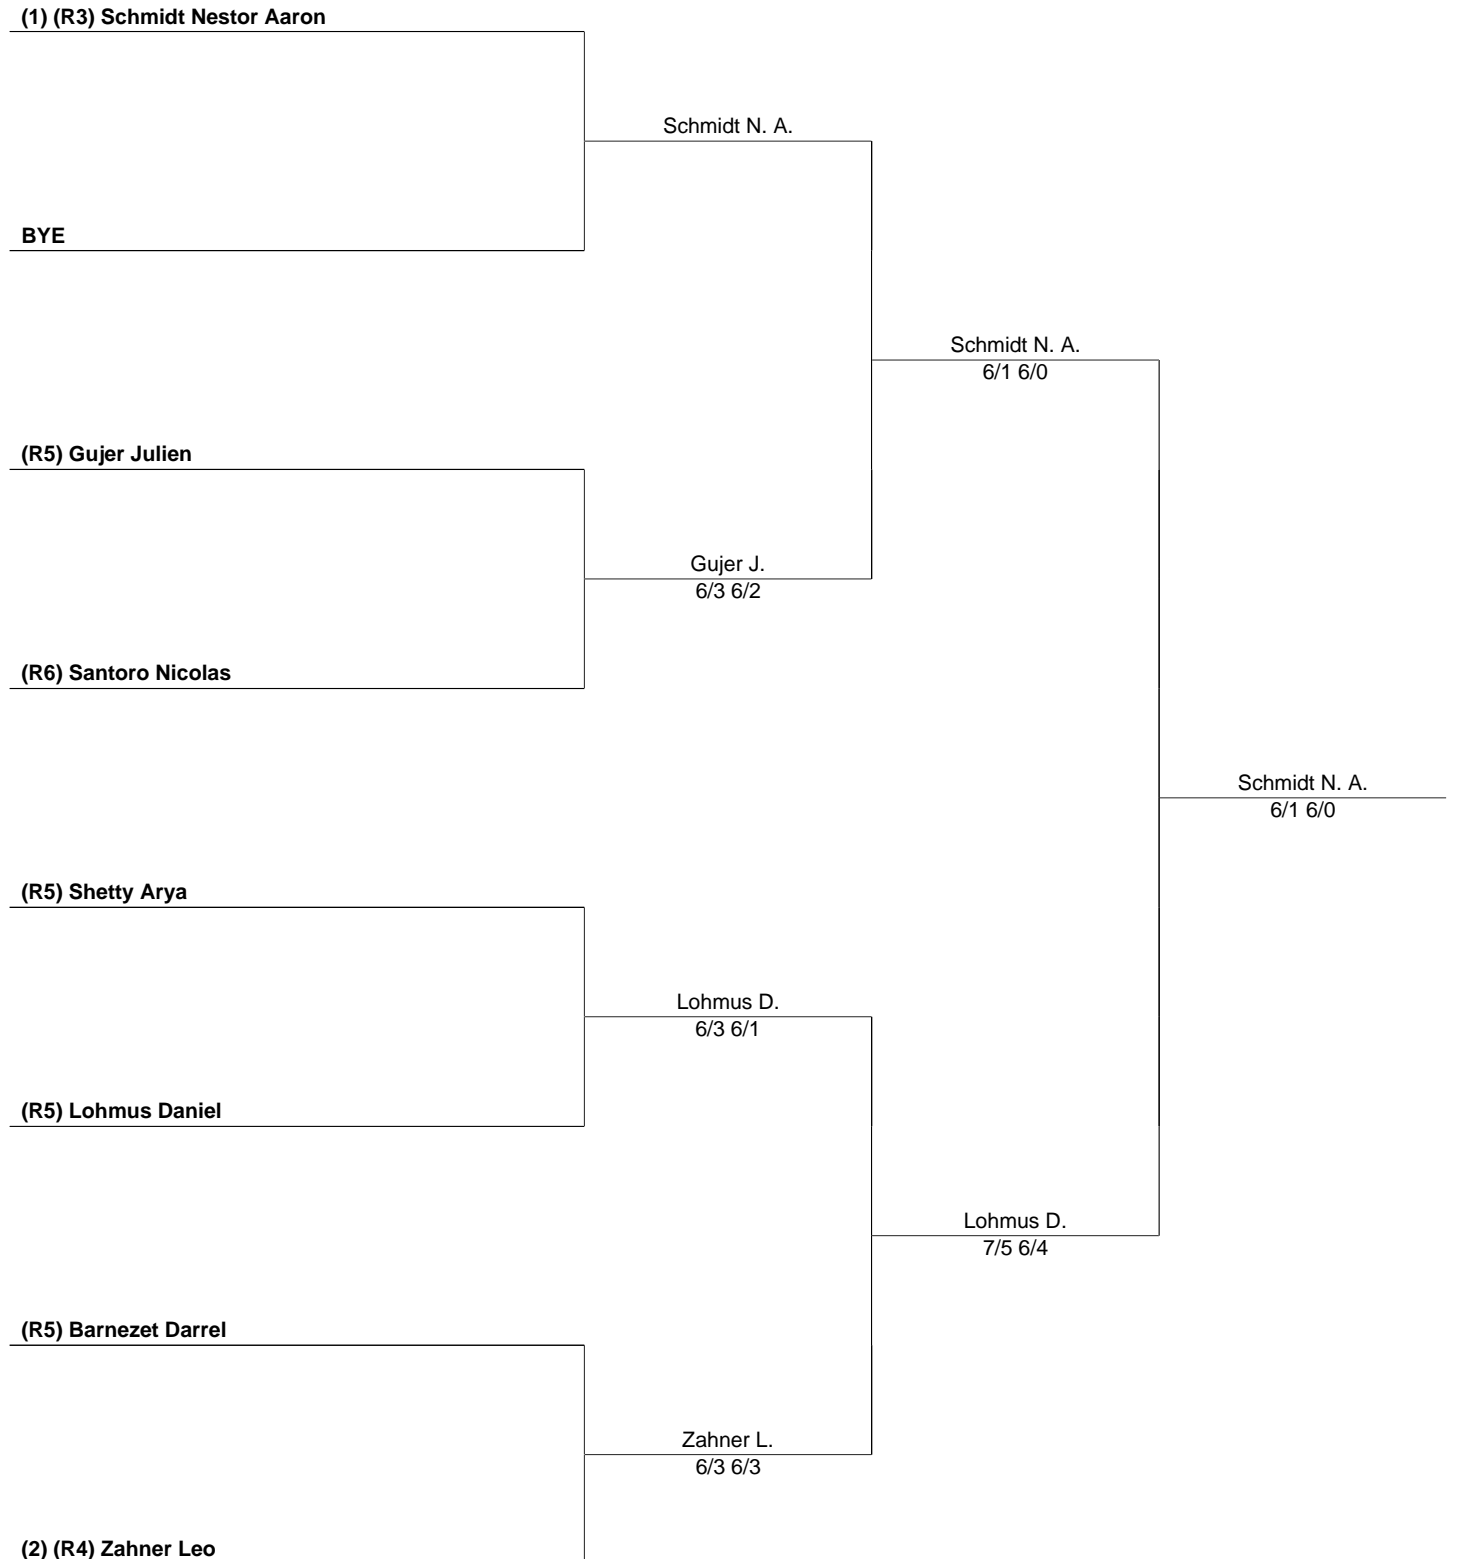 (1) (R3) Schmidt Nestor Aaron
Schmidt N. A.
BYE
Schmidt N. A.
6/1 6/0
(R5) Gujer Julien
Gujer J.
6/3 6/2
(R6) Santoro Nicolas
Schmidt N. A.
6/1 6/0
(R5) Shetty Arya
Lohmus D.
6/3 6/1
(R5) Lohmus Daniel
Lohmus D.
7/5 6/4
(R5) Barnezet Darrel
Zahner L.
6/3 6/3
(2) (R4) Zahner Leo